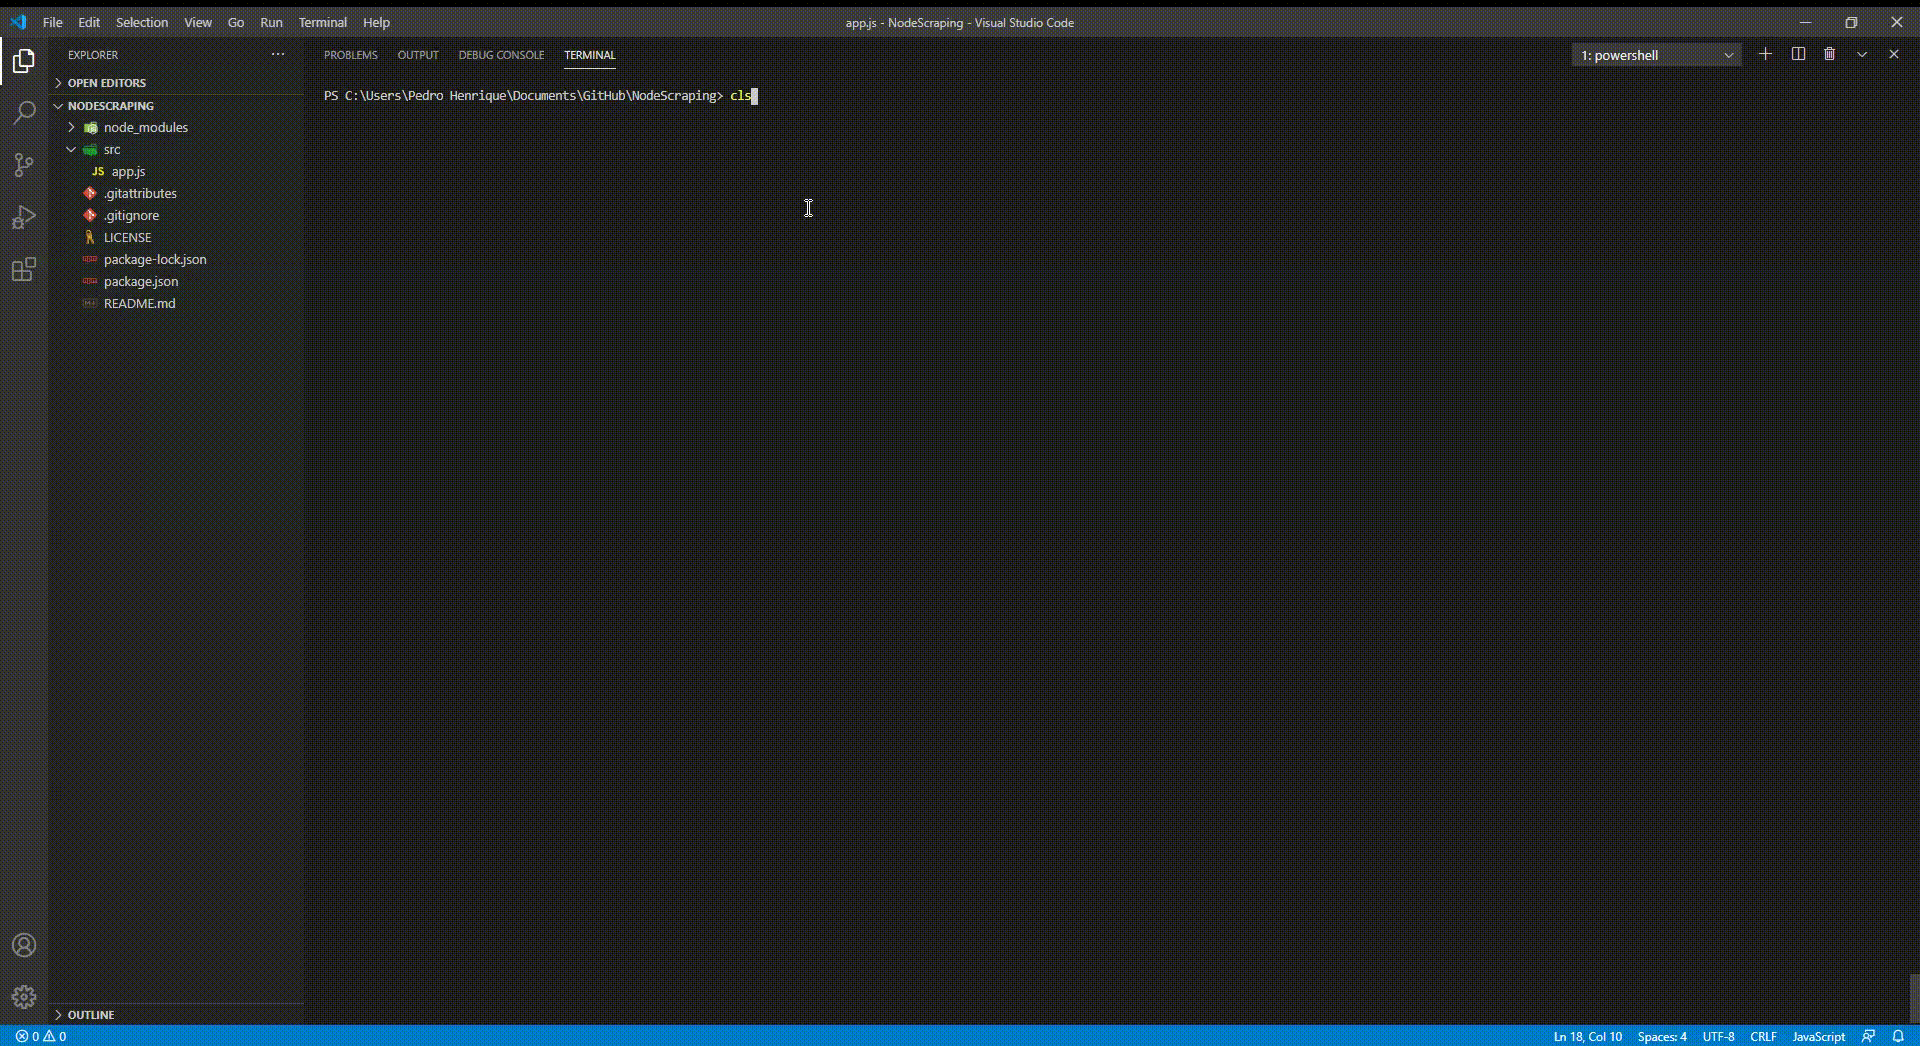 File Edit Selection View Go Run Terminal Help
app.js - NodeScraping - Visual Studio Code
EXPLORER
OPEN EDITORS
NODESCRAPING
node_modules
src
JS app.js
.gitattributes
.gitignore
LICENSE
package-lock.json
package.json
README.md
OUTLINE
PROBLEMS OUTPUT DEBUG CONSOLE TERMINAL
1: powershell
PS C:\Users\Pedro Henrique\Documents\GitHub\NodeScraping> cls
0 0
Ln 18, Col 10 Spaces: 4 UTF-8 CRLF JavaScript